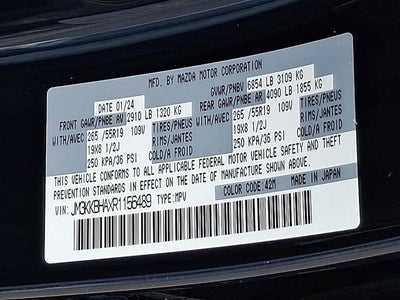 MFD. BY MAZDA MOTOR CORPORATION
DATE 01/24 GVWR/PNBV 6854 LB 3109 KG
FRONT GAWR/PNBE AV 2910 LB 1320 KG REAR GAWR/PNBE AR 4090 LB 1855 KG
WITH/AVEC 265 /55R19 109V TIRES/PNEUS WITH/AVEC 265 /55R19 109V TIRES/PNEUS
19X8 1/2J RIMS/JANTES 19X8 1/2J RIMS/JANTES
250 KPA/36 PSI COLD/A FROID 250 KPA/36 PSI COLD/A FROID
THIS VEHICLE CONFORMS TO ALL APPLICABLE FEDERAL MOTOR VEHICLE SAFETY AND THEFT
PREVENTION STANDARDS IN EFFECT ON THE DATE OF MANUFACTURE SHOWN ABOVE.
VIN: JM3KKBHAXR1156489 TYPE:MPV COLOR CODE:42M MADE IN JAPAN